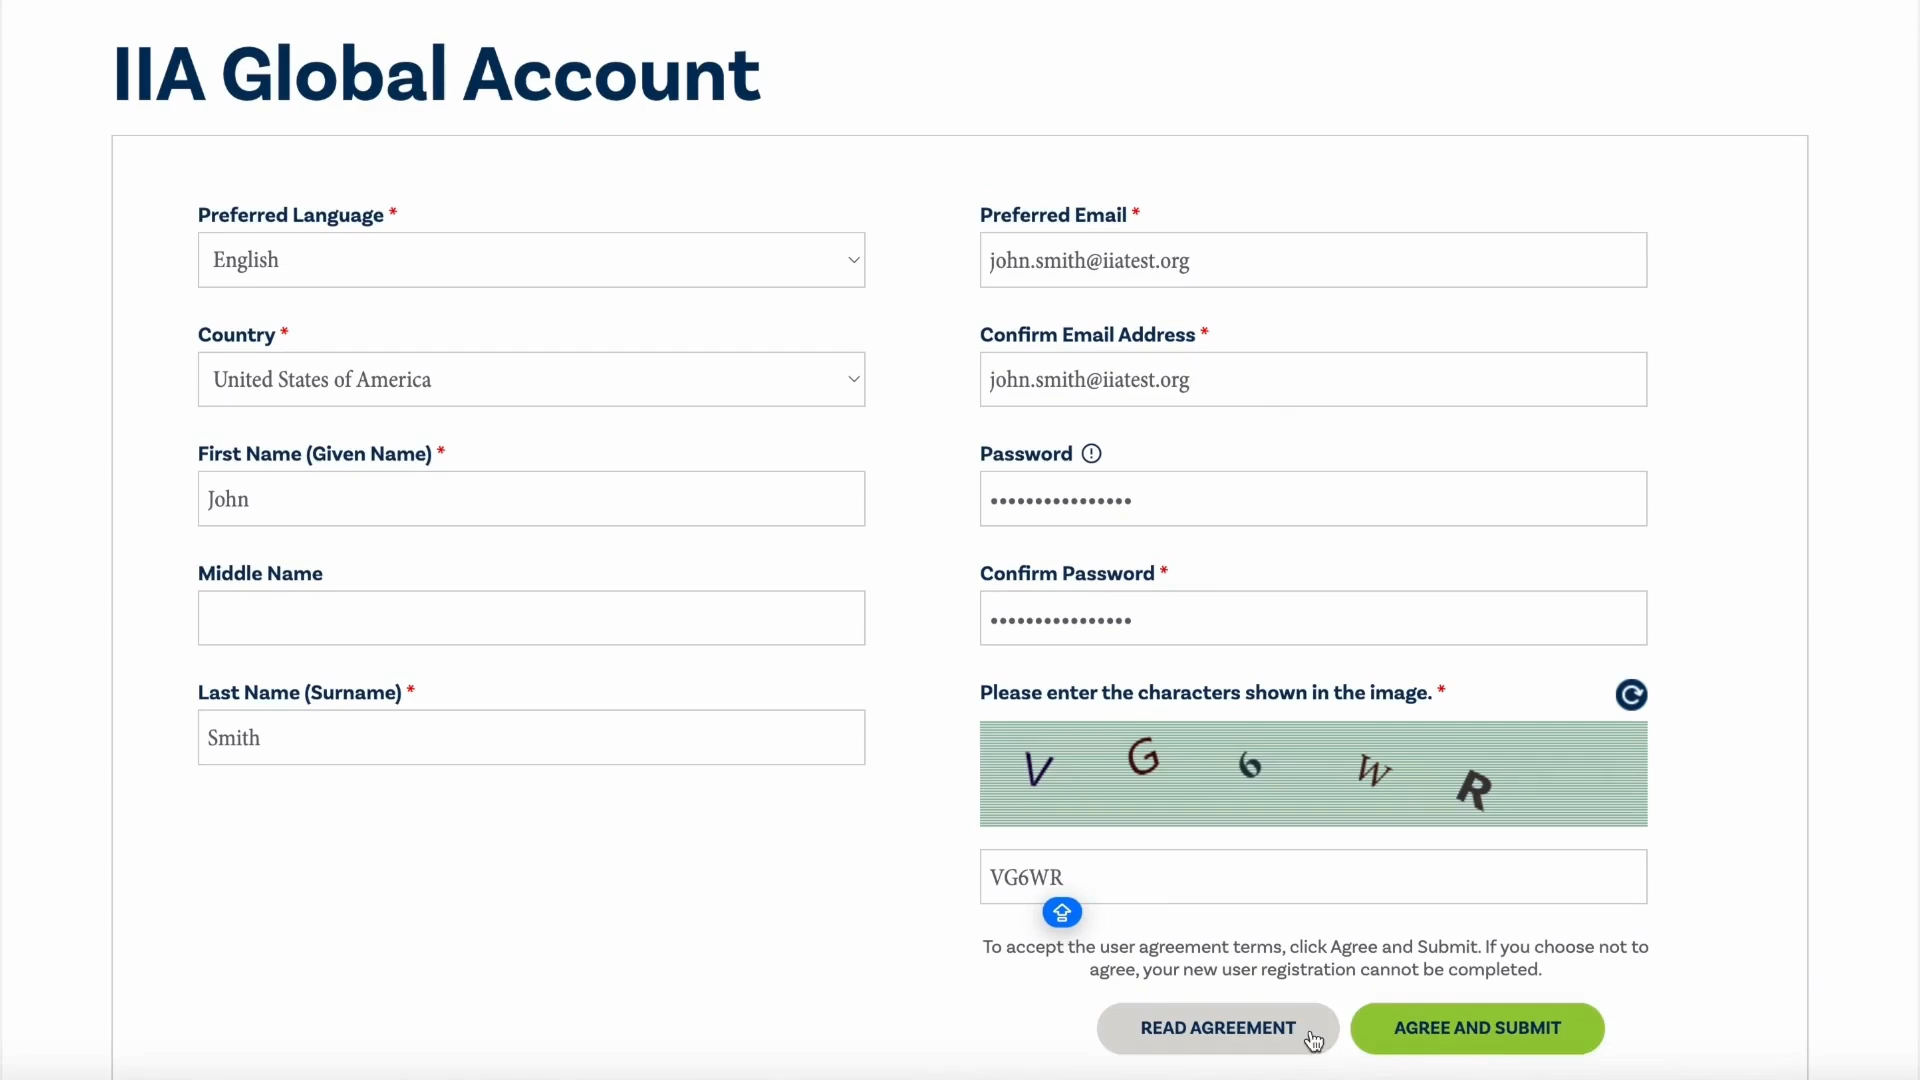 IIA Global Account
Preferred Language *
English
Country *
United States of America
First Name (Given Name) *
John
Middle Name
Last Name (Surname) *
Smith
Preferred Email *
john.smith@iiatest.org
Confirm Email Address *
john.smith@iiatest.org
Password
••••••••••••••••
Confirm Password *
••••••••••••••••
Please enter the characters shown in the image. *
V G 6 W R
VG6WR
To accept the user agreement terms, click Agree and Submit. If you choose not to
agree, your new user registration cannot be completed.
READ AGREEMENT
AGREE AND SUBMIT